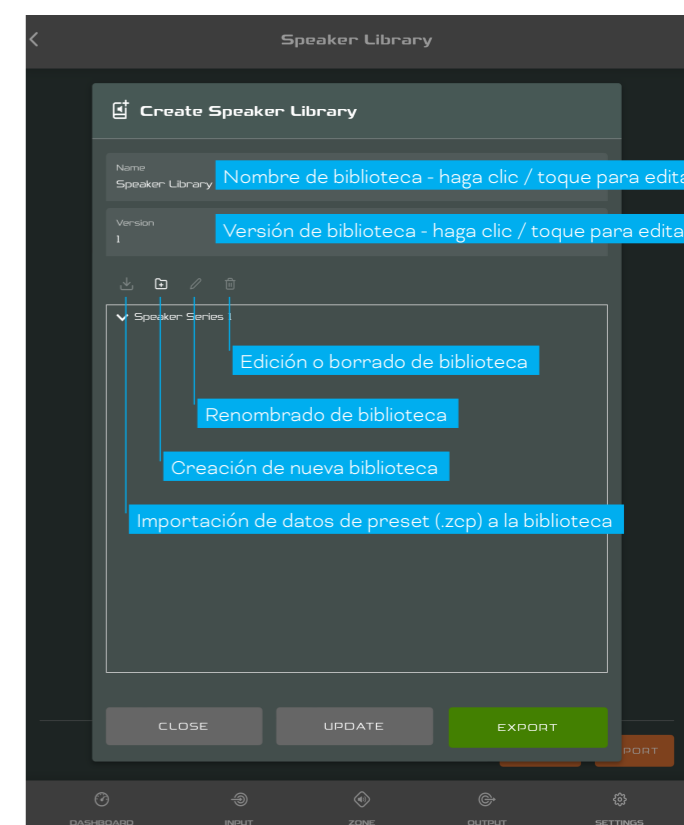 Speaker Library
Create Speaker Library
Name
Speaker Library
Nombre de biblioteca - haga clic / toque para edita
Version
1
Versión de biblioteca - haga clic / toque para edita
Speaker Series 1
Edición o borrado de biblioteca
Renombrado de biblioteca
Creación de nueva biblioteca
Importación de datos de preset (.zcp) a la biblioteca
CLOSE
UPDATE
EXPORT
PORT
DASHBOARD
INPUT
ZONE
OUTPUT
SETTINGS